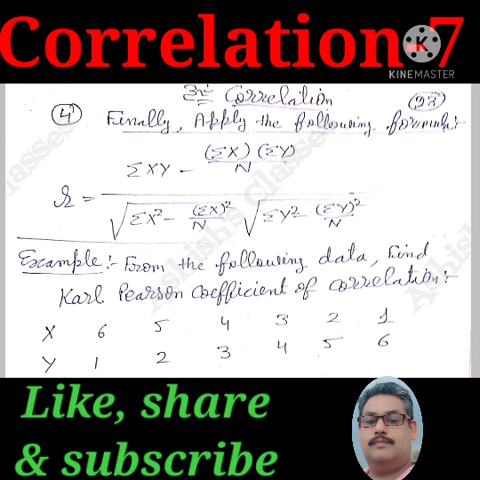 Correlation-7
K
KINEMASTER
Correlation
(23)
(4) Finally, Apply the following formula:-
ΣXY - (ΣX)(ΣY)/N
r = 
√ΣX² - (ΣX)²/N √ΣY² - (ΣY)²/N
Example:- From the following data, Find
Karl Pearson Coefficient of correlation:-
X 6 5 4 3 2 1
Y 1 2 3 4 5 6
Like, share
& subscribe